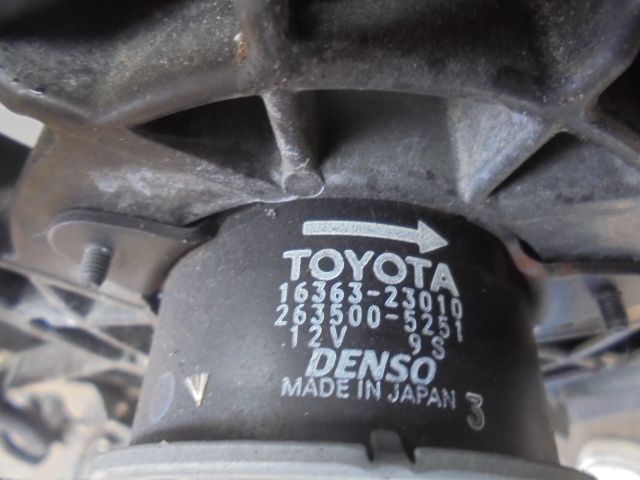 TOYOTA
16363-23010
263500-5251
12V 9S
DENSO
MADE IN JAPAN 3